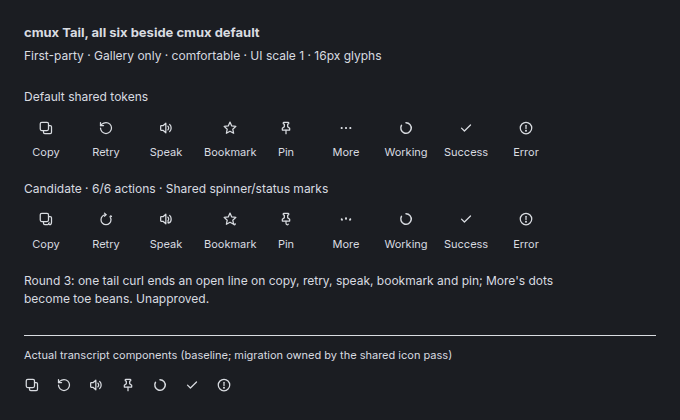 cmux Tail, all six beside cmux default
First-party · Gallery only · comfortable · UI scale 1 · 16px glyphs
Default shared tokens
Copy Retry Speak Bookmark Pin More Working Success Error
Candidate · 6/6 actions · Shared spinner/status marks
Copy Retry Speak Bookmark Pin More Working Success Error
Round 3: one tail curl ends an open line on copy, retry, speak, bookmark and pin; More's dots
become toe beans. Unapproved.
Actual transcript components (baseline; migration owned by the shared icon pass)